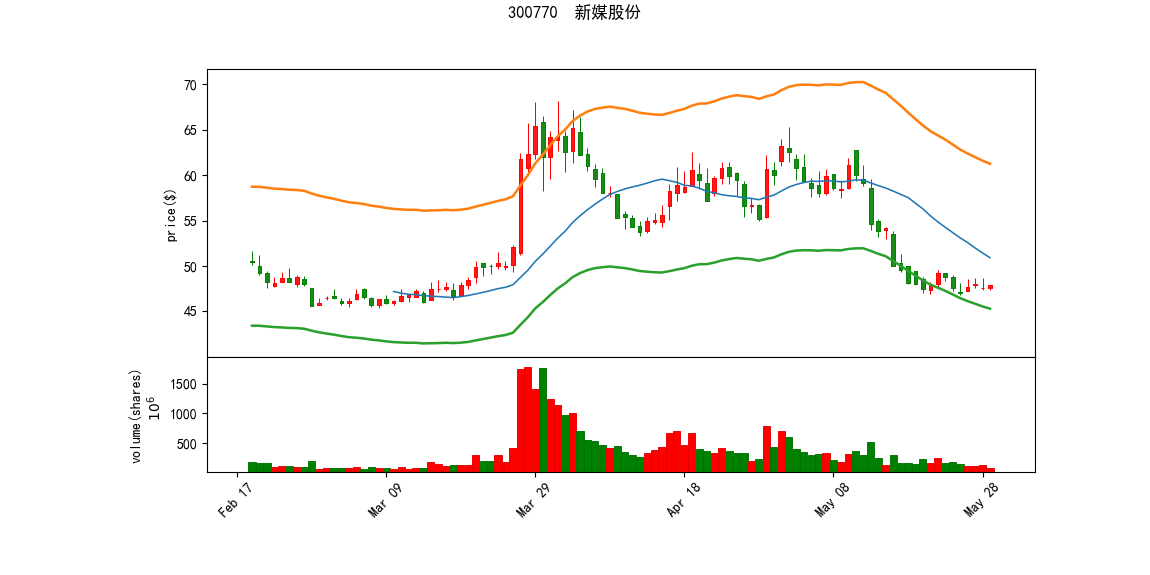 300770 新媒股份
price($)
70
65
60
55
50
45
volume(shares)
10^6
1500
1000
500
Feb 17
Mar 09
Mar 29
Apr 18
May 08
May 28